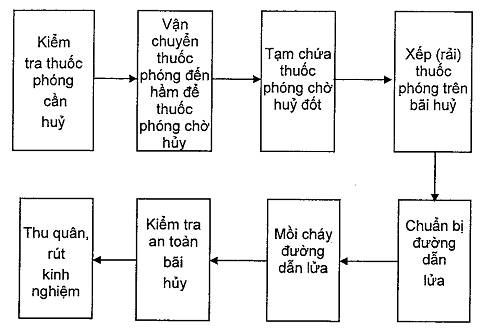 Kiểm
tra thuốc
phóng
cần
huỷ
Vận
chuyển
thuốc
phóng đến
hầm để
thuốc
phóng chờ
hủy
Tạm chứa
thuốc
phóng chờ
huỷ đốt
Xếp (rải)
thuốc
phóng trên
bãi huỷ
Chuẩn bị
đường
dẫn
lửa
Mồi cháy
đường
dẫn lửa
Kiểm tra
an toàn
bãi
hủy
Thu quân,
rút
kinh
nghiệm